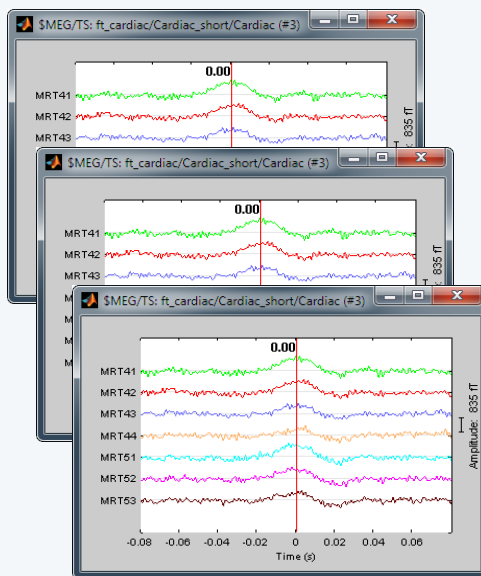 $MEG/TS: ft_cardiac/Cardiac_short/Cardiac (#3)
0.00
MRT41
MRT42
MRT43
835 fT
$MEG/TS: ft_cardiac/Cardiac_short/Cardiac (#3)
0.00
MRT41
MRT42
MRT43
835 fT
$MEG/TS: ft_cardiac/Cardiac_short/Cardiac (#3)
0.00
MRT41
MRT42
MRT43
MRT44
MRT51
MRT52
MRT53
Amplitude: 835 fT
-0.08 -0.06 -0.04 -0.02 0 0.02 0.04 0.06
Time (s)